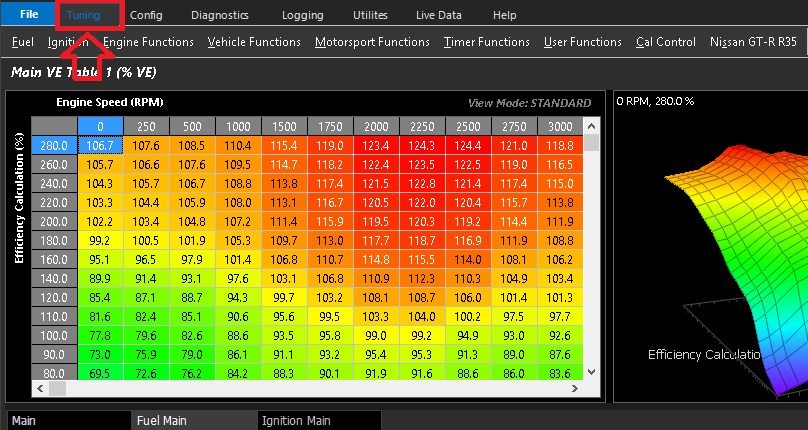 File Tuning Config Diagnostics Logging Utilites Live Data Help
Fuel Ignition Engine Functions Vehicle Functions Motorsport Functions Timer Functions User Functions Cal Control Nissan GT-R R35
Main VE Table 1 (% VE)
Engine Speed (RPM) View Mode: STANDARD
0 RPM, 280.0 %
Efficiency Calculation (%)
0 250 500 1000 1500 1750 2000 2250 2500 2750 3000
280.0 106.7 107.6 108.5 110.4 115.4 119.0 123.4 124.3 124.4 121.0 118.8
260.0 105.7 106.6 107.6 109.5 114.7 118.2 122.4 123.5 122.5 119.0 116.5
240.0 104.3 105.7 106.7 108.8 113.8 117.4 121.5 122.8 121.4 117.4 115.0
220.0 103.3 104.4 105.9 108.0 113.1 116.7 120.5 122.0 120.4 115.7 113.8
200.0 102.2 103.4 104.8 107.2 111.4 115.9 119.5 120.3 119.2 114.4 111.9
180.0 99.2 100.5 101.9 105.3 109.7 113.0 117.7 118.7 116.9 111.9 108.8
160.0 95.1 96.5 97.9 101.4 106.8 110.7 114.8 115.5 114.0 108.1 106.2
140.0 89.9 91.4 93.1 97.6 103.1 106.8 110.9 112.3 110.3 104.9 103.4
120.0 85.4 87.1 88.7 94.3 99.7 103.2 108.1 108.7 106.0 101.4 101.3
110.0 81.6 82.4 85.1 90.6 95.6 99.5 103.3 104.0 100.2 97.5 97.7
100.0 77.8 79.6 82.6 88.6 93.5 95.8 99.0 99.2 94.9 93.0 92.6
90.0 73.0 75.9 79.0 86.1 91.1 93.2 95.4 95.3 91.3 89.0 87.6
80.0 69.5 72.6 76.2 84.2 88.3 90.1 91.9 91.6 88.6 86.0 83.6
Efficiency Calculatio
Main Fuel Main Ignition Main